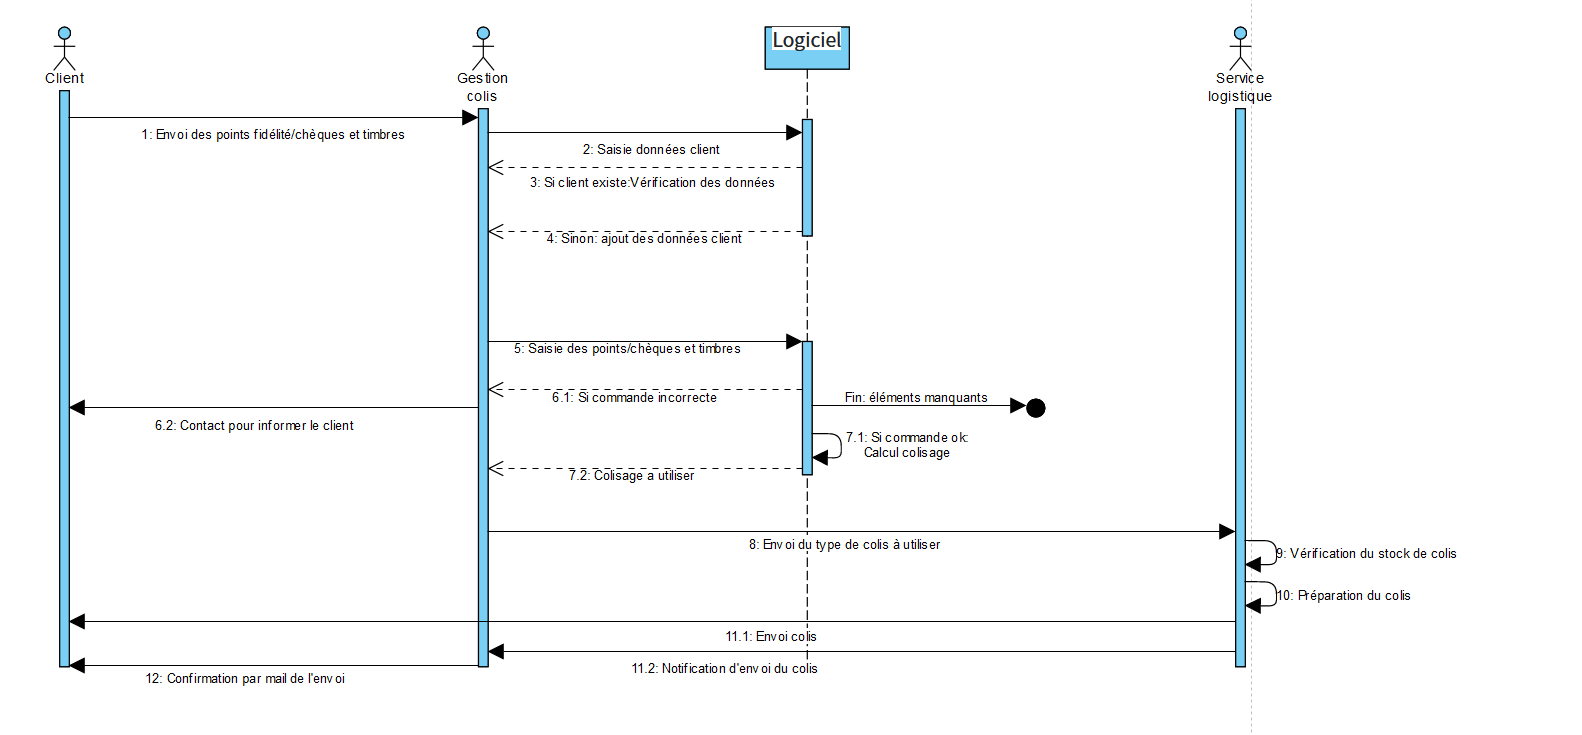 Logiciel
Client
Gestion
colis
Service
logistique
1: Envoi des points fidélité/chèques et timbres
2: Saisie données client
3: Si client existe:Vérification des données
4: Sinon: ajout des données client
5: Saisie des points/chèques et timbres
6.1: Si commande incorrecte
Fin: éléments manquants
6.2: Contact pour informer le client
7.1: Si commande ok:
Calcul colisage
7.2: Colisage a utiliser
8: Envoi du type de colis à utiliser
9: Vérification du stock de colis
10: Préparation du colis
11.1: Envoi colis
11.2: Notification d'envoi du colis
12: Confirmation par mail de l'envoi